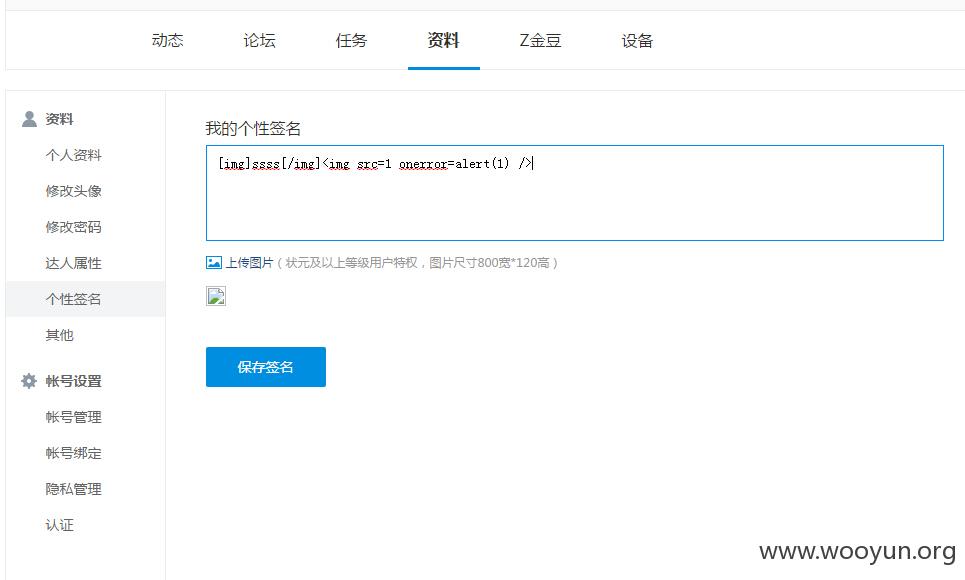 动态 论坛 任务 资料 Z金豆 设备
资料
个人资料
修改头像
修改密码
达人属性
个性签名
其他
帐号设置
帐号管理
帐号绑定
隐私管理
认证
我的个性签名
[img]ssss[/img]<img src=1 onerror=alert(1) />
上传图片（状元及以上等级用户特权，图片尺寸800宽*120高）
保存签名
www.wooyun.org